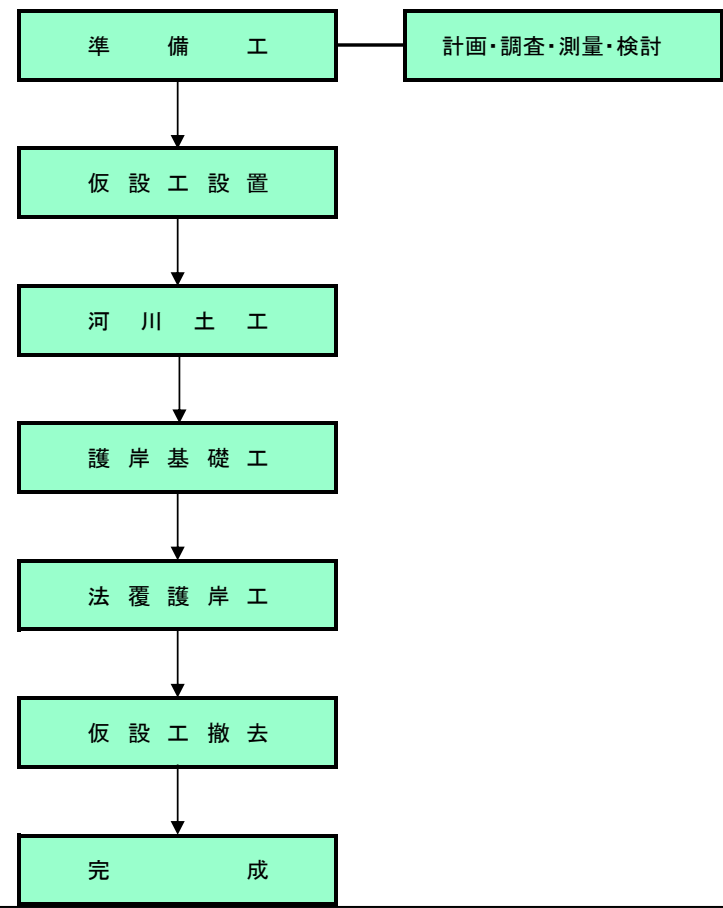 準備工
計画・調査・測量・検討
仮設工設置
河川土工
護岸基礎工
法覆護岸工
仮設工撤去
完成